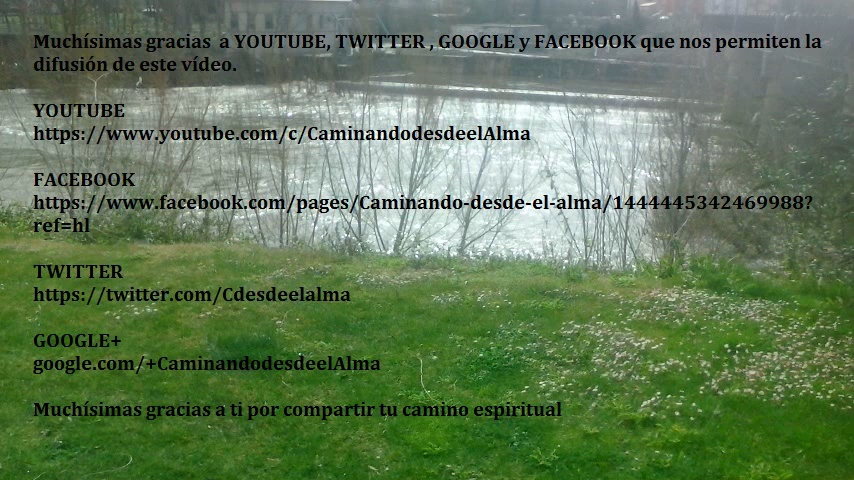 Muchísimas gracias  a YOUTUBE, TWITTER , GOOGLE y FACEBOOK que nos permiten la
difusión de este vídeo.
YOUTUBE
https://www.youtube.com/c/CaminandodesdeelAlma
FACEBOOK
https://www.facebook.com/pages/Caminando-desde-el-alma/1444445342469988?
ref=hl
TWITTER
https://twitter.com/Cdesdeelalma
GOOGLE+
google.com/+CaminandodesdeelAlma
Muchísimas gracias a ti por compartir tu camino espiritual